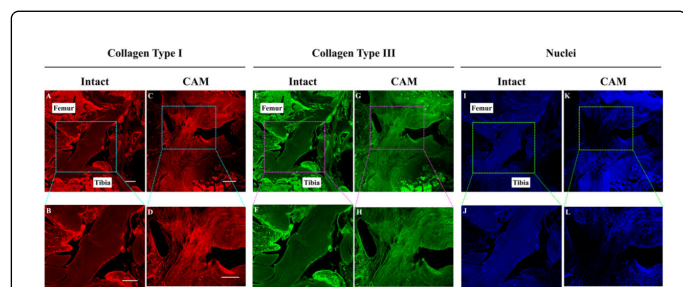 Collagen Type I
Collagen Type III
Nuclei
Intact
CAM
Intact
CAM
Intact
CAM
A
C
E
G
I
K
Femur
Femur
Femur
Tibia
Tibia
Tibia
B
D
F
H
J
L